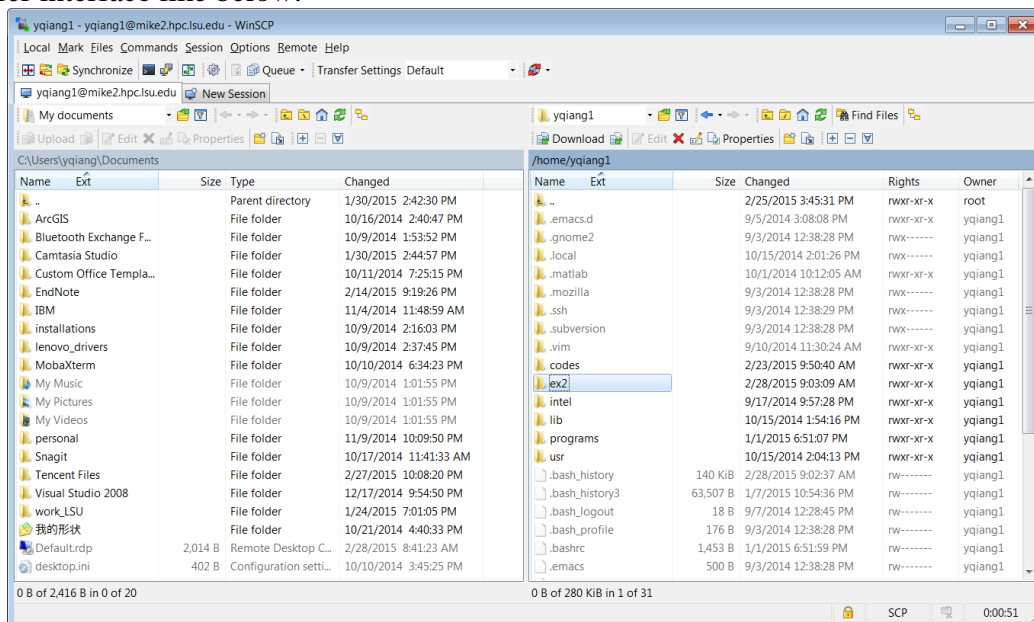 yqiang1 - yqiang1@mike2.hpc.lsu.edu - WinSCP
Local Mark Files Commands Session Options Remote Help
Synchronize Queue Transfer Settings Default
yqiang1@mike2.hpc.lsu.edu New Session
My documents yqiang1 Find Files
Upload Edit Properties Download Edit Properties
C:\Users\yqiang\Documents /home/yqiang1
Name Ext Size Type Changed Name Ext Size Changed Rights Owner
.. Parent directory 1/30/2015 2:42:30 PM .. 2/25/2015 3:45:31 PM rwxr-xr-x root
ArcGIS File folder 10/16/2014 2:40:47 PM .emacs.d 9/5/2014 3:08:08 PM rwxr-xr-x yqiang1
Bluetooth Exchange F... File folder 10/9/2014 1:53:52 PM .gnome2 9/3/2014 12:38:28 PM rwx------ yqiang1
Camtasia Studio File folder 1/30/2015 2:44:57 PM .local 10/15/2014 2:01:26 PM rwx------ yqiang1
Custom Office Templa... File folder 10/11/2014 7:25:15 PM .matlab 10/1/2014 10:12:05 AM rwxr-xr-x yqiang1
EndNote File folder 2/14/2015 9:19:26 PM .mozilla 9/3/2014 12:38:28 PM rwx------ yqiang1
IBM File folder 11/4/2014 11:48:59 AM .ssh 9/3/2014 12:38:29 PM rwx------ yqiang1
installations File folder 10/9/2014 2:16:03 PM .subversion 9/3/2014 12:38:28 PM rwxr-xr-x yqiang1
lenovo_drivers File folder 10/9/2014 2:37:45 PM .vim 9/10/2014 11:30:24 AM rwxr-xr-x yqiang1
MobaXterm File folder 10/10/2014 6:34:23 PM codes 2/23/2015 9:50:40 AM rwxr-xr-x yqiang1
My Music File folder 10/9/2014 1:01:55 PM ex2 2/28/2015 9:03:09 AM rwxr-xr-x yqiang1
My Pictures File folder 10/9/2014 1:01:55 PM intel 9/17/2014 9:57:28 PM rwxr-xr-x yqiang1
My Videos File folder 10/9/2014 1:01:55 PM lib 10/15/2014 1:54:16 PM rwxr-xr-x yqiang1
personal File folder 11/9/2014 10:09:50 PM programs 1/1/2015 6:51:07 PM rwxr-xr-x yqiang1
Snagit File folder 10/17/2014 11:41:33 AM usr 10/15/2014 2:04:13 PM rwxr-xr-x yqiang1
Tencent Files File folder 2/27/2015 10:08:20 PM .bash_history 140 KiB 2/28/2015 9:02:37 AM rw------- yqiang1
Visual Studio 2008 File folder 12/17/2014 9:54:50 PM .bash_history3 63,507 B 1/7/2015 10:54:36 PM rw------- yqiang1
work_LSU File folder 1/24/2015 7:01:05 PM .bash_logout 18 B 9/7/2014 12:28:45 PM rw------- yqiang1
我的形状 File folder 10/21/2014 4:40:33 PM .bash_profile 176 B 9/3/2014 12:38:28 PM rw------- yqiang1
Default.rdp 2,014 B Remote Desktop C... 2/28/2015 8:41:23 AM .bashrc 1,453 B 1/1/2015 6:51:59 PM rw------- yqiang1
desktop.ini 402 B Configuration setti... 10/10/2014 3:45:25 PM .emacs 500 B 9/3/2014 12:38:28 PM rw------- yqiang1
0 B of 2,416 B in 0 of 20 0 B of 280 KiB in 1 of 31
SCP 0:00:51